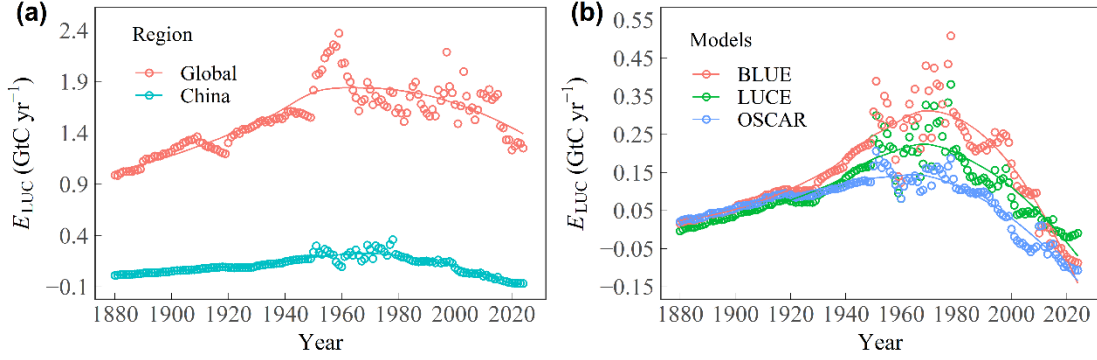 (a)
2.4
1.9
1.4
0.9
0.4
−0.1
E_LUC (GtC yr⁻¹)
Region
Global
China
1880 1900 1920 1940 1960 1980 2000 2020
Year
(b)
0.55
0.45
0.35
0.25
0.15
0.05
−0.05
−0.15
E_LUC (GtC yr⁻¹)
Models
BLUE
LUCE
OSCAR
1880 1900 1920 1940 1960 1980 2000 2020
Year